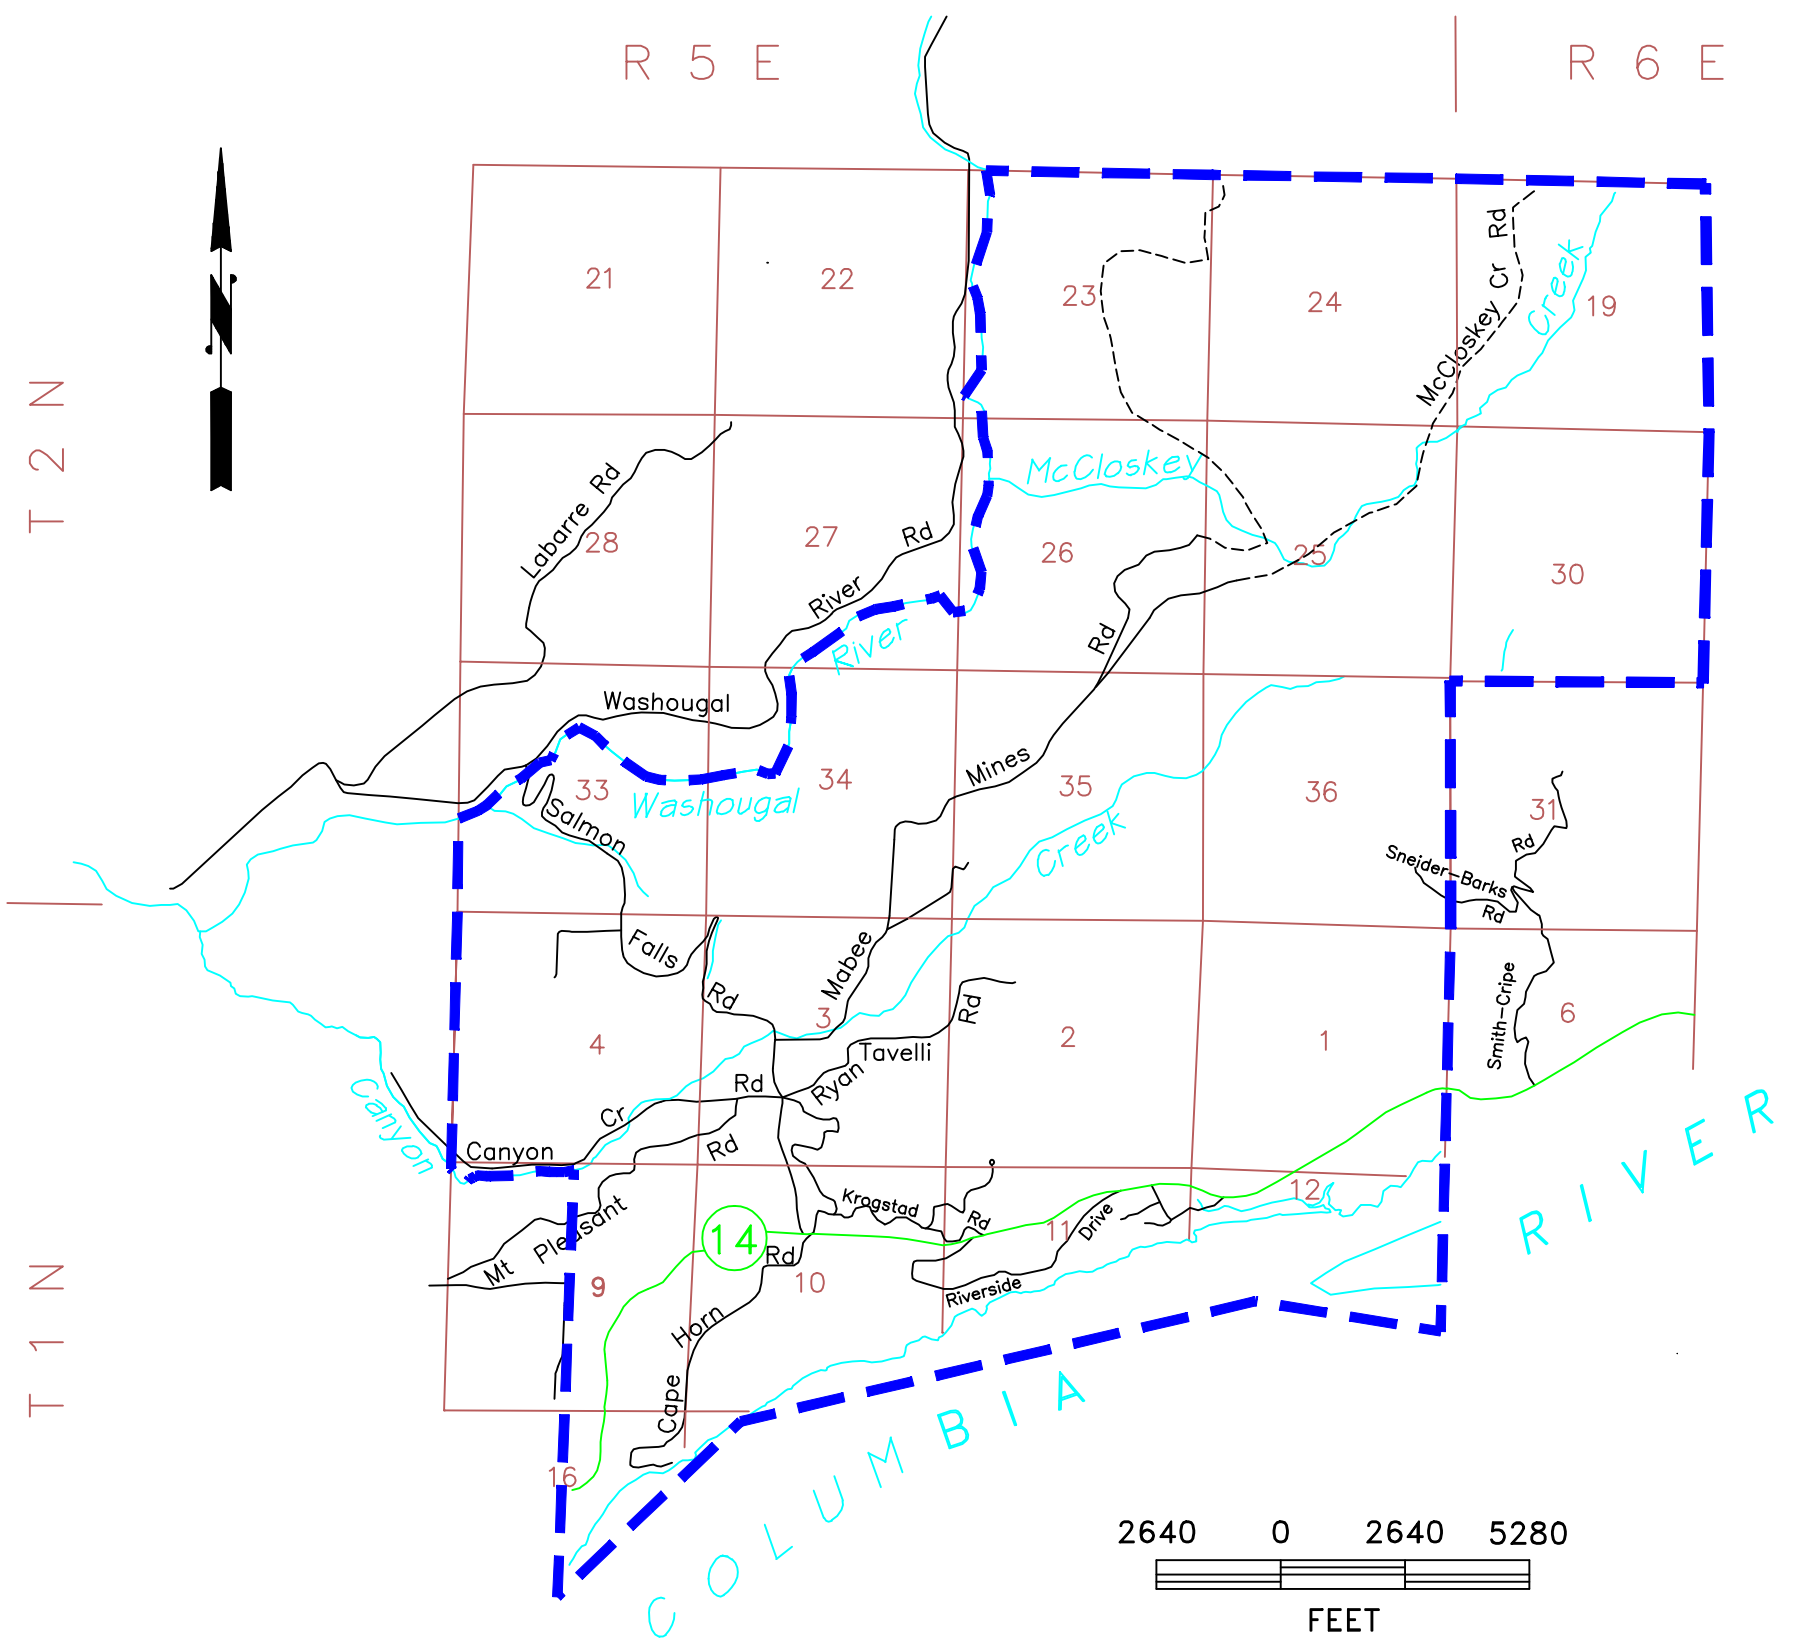 R 5 E
R 6 E
T 2 N
T 1 N
N
21
22
23
24
19
McCloskey Cr Rd
Creek
McCloskey
Labarre Rd
28
27
26
25
30
Washougal River Rd
Washougal River
33
34
35
36
31
Mines Rd
Creek
Salmon Falls Rd
Sneider-Barks Rd
Rd
Mabee
4
3
2
1
6
Smith-Cripe
Ryan Tavelli Rd
Canyon
Canyon Cr Rd
Mt Pleasant Rd
Krogstad Rd
14
9
10
11
12
Riverside Drive
Cape Horn Rd
16
COLUMBIA RIVER
2640 0 2640 5280
FEET